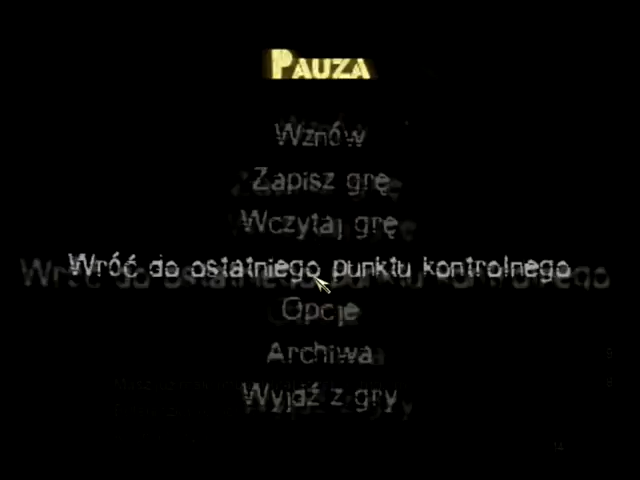 Pauza
Wznów
Zapisz grę
Wczytaj grę
Wróć do ostatniego punktu kontrolnego
Opcje
Archiwa
Wyjdź z gry